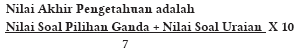 Nilai Akhir Pengetahuan adalah
Nilai Soal Pilihan Ganda + Nilai Soal Uraian X 10
7